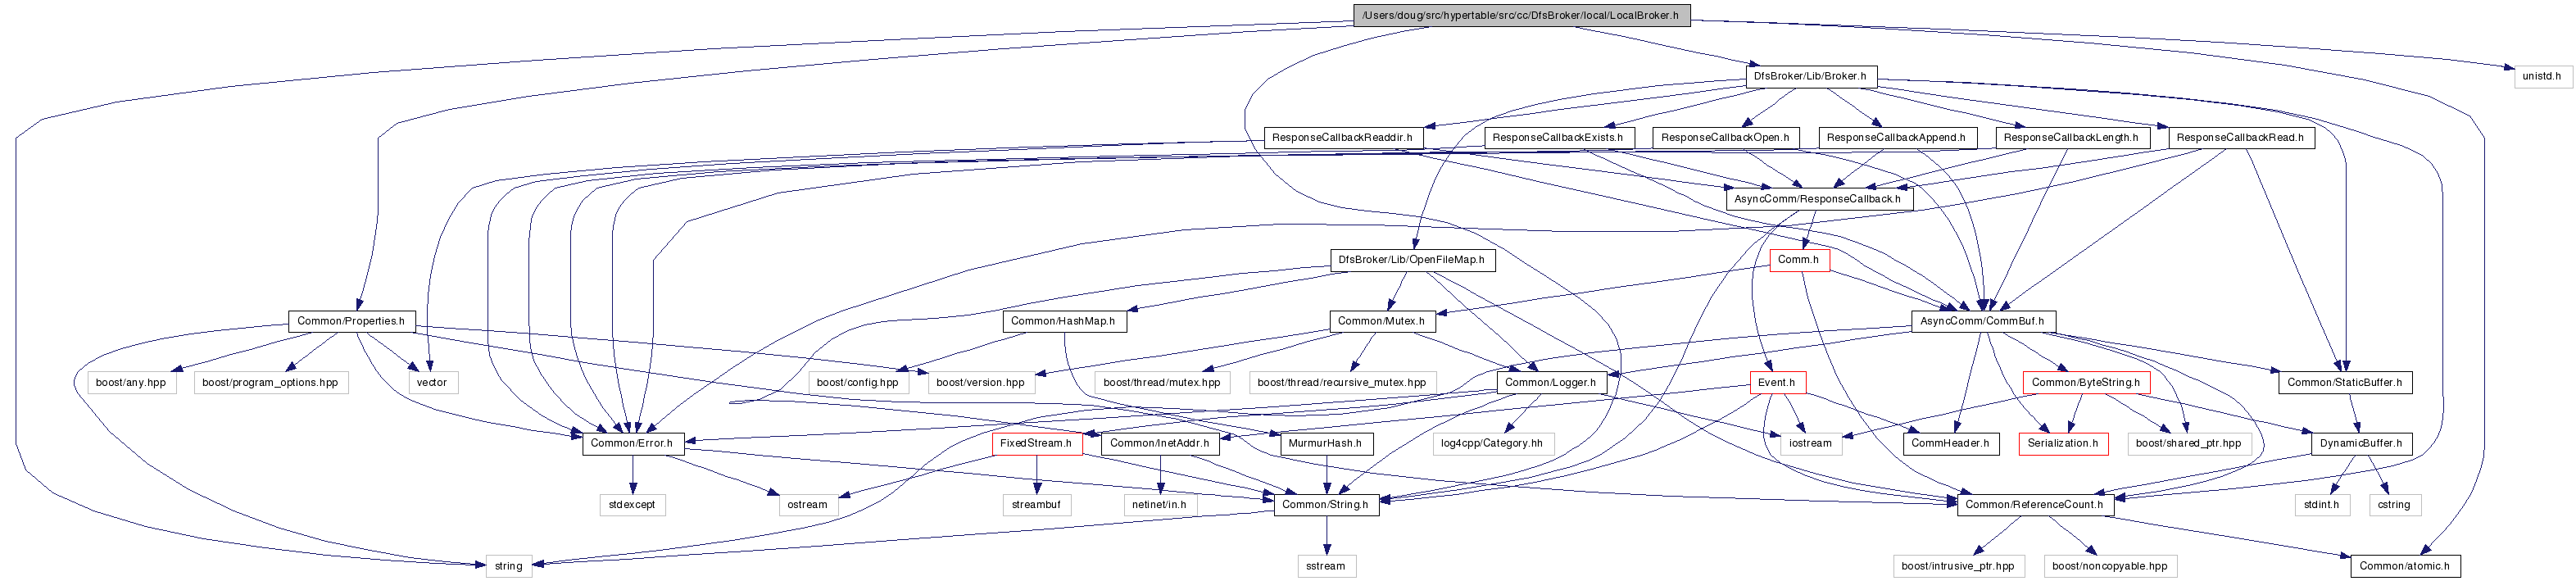 /Users/doug/src/hypertable/src/cc/DfsBroker/local/LocalBroker.h
DfsBroker/Lib/Broker.h
unistd.h
ResponseCallbackReaddir.h
ResponseCallbackExists.h
ResponseCallbackOpen.h
ResponseCallbackAppend.h
ResponseCallbackLength.h
ResponseCallbackRead.h
AsyncComm/ResponseCallback.h
DfsBroker/Lib/OpenFileMap.h
Comm.h
Common/Properties.h
Common/HashMap.h
Common/Mutex.h
AsyncComm/CommBuf.h
boost/any.hpp
boost/program_options.hpp
vector
boost/config.hpp
boost/version.hpp
boost/thread/mutex.hpp
boost/thread/recursive_mutex.hpp
Common/Logger.h
Event.h
Common/ByteString.h
Common/StaticBuffer.h
Common/Error.h
FixedStream.h
Common/InetAddr.h
MurmurHash.h
log4cpp/Category.hh
iostream
CommHeader.h
Serialization.h
boost/shared_ptr.hpp
DynamicBuffer.h
stdexcept
ostream
streambuf
netinet/in.h
Common/String.h
Common/ReferenceCount.h
stdint.h
cstring
string
sstream
boost/intrusive_ptr.hpp
boost/noncopyable.hpp
Common/atomic.h